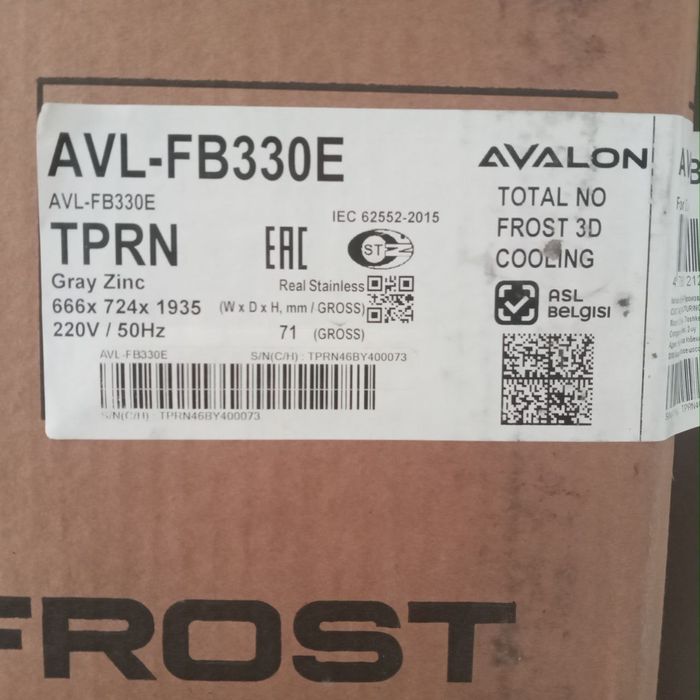 AVL-FB330E
AVL-FB330E
TPRN
Gray Zinc
666x 724x 1935 (W x D x H, mm / GROSS)
220V / 50Hz 71 (GROSS)
IEC 62552-2015
EAC
Real Stainless
AVL-FB330E S/N(C/H) : TPRN46BY400073
S/N(C/H) : TPRN46BY400073
AVALON
TOTAL NO
FROST 3D
COOLING
ASL
BELGISI
FROST